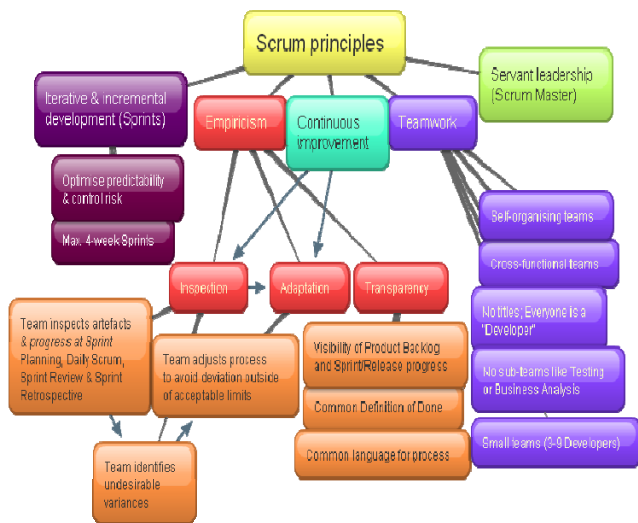 Scrum principles
Iterative & incremental
development (Sprints)
Empiricism
Continuous
improvement
Teamwork
Servant leadership
(Scrum Master)
Optimise predictability
& control risk
Max. 4-week Sprints
Self-organising teams
Cross-functional teams
No titles; Everyone is a
"Developer"
No sub-teams like Testing
or Business Analysis
Small teams (3-9 Developers)
Inspection
Adaptation
Transparency
Team inspects artefacts
& progress at Sprint
Planning, Daily Scrum,
Sprint Review & Sprint
Retrospective
Team adjusts process
to avoid deviation outside
of acceptable limits
Visibility of Product Backlog
and Sprint/Release progress
Common Definition of Done
Common language for process
Team identifies
undesirable
variances